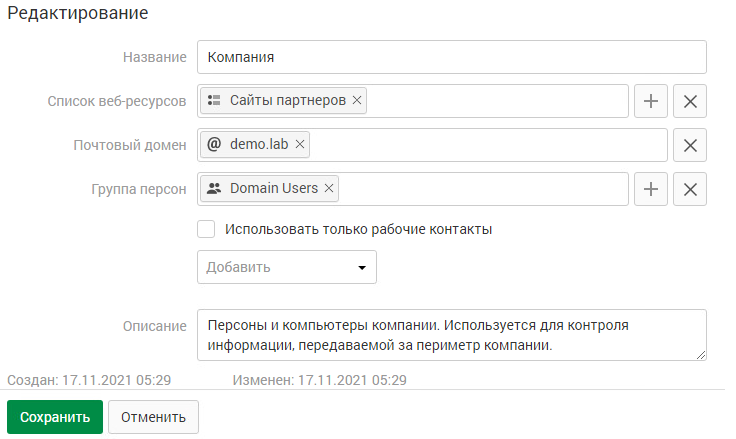 Редактирование
Название Компания
Список веб-ресурсов Сайты партнеров
Почтовый домен @ demo.lab
Группа персон Domain Users
Использовать только рабочие контакты
Добавить
Описание Персоны и компьютеры компании. Используется для контроля
информации, передаваемой за периметр компании.
Создан: 17.11.2021 05:29 Изменен: 17.11.2021 05:29
Сохранить Отменить